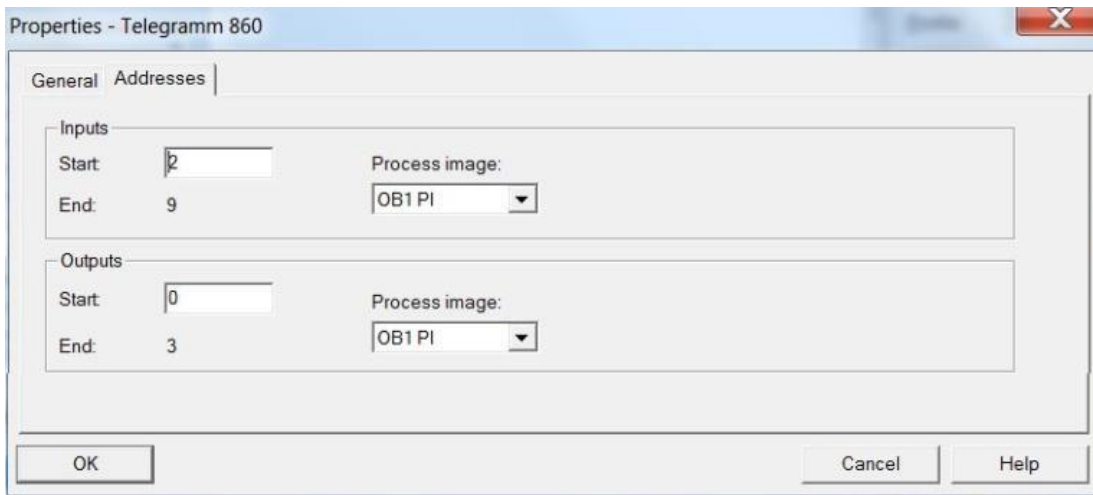 Properties - Telegramm 860
General Addresses
Inputs
Start: 2 Process image:
End: 9 OB1 PI
Outputs
Start: 0 Process image:
End: 3 OB1 PI
OK Cancel Help